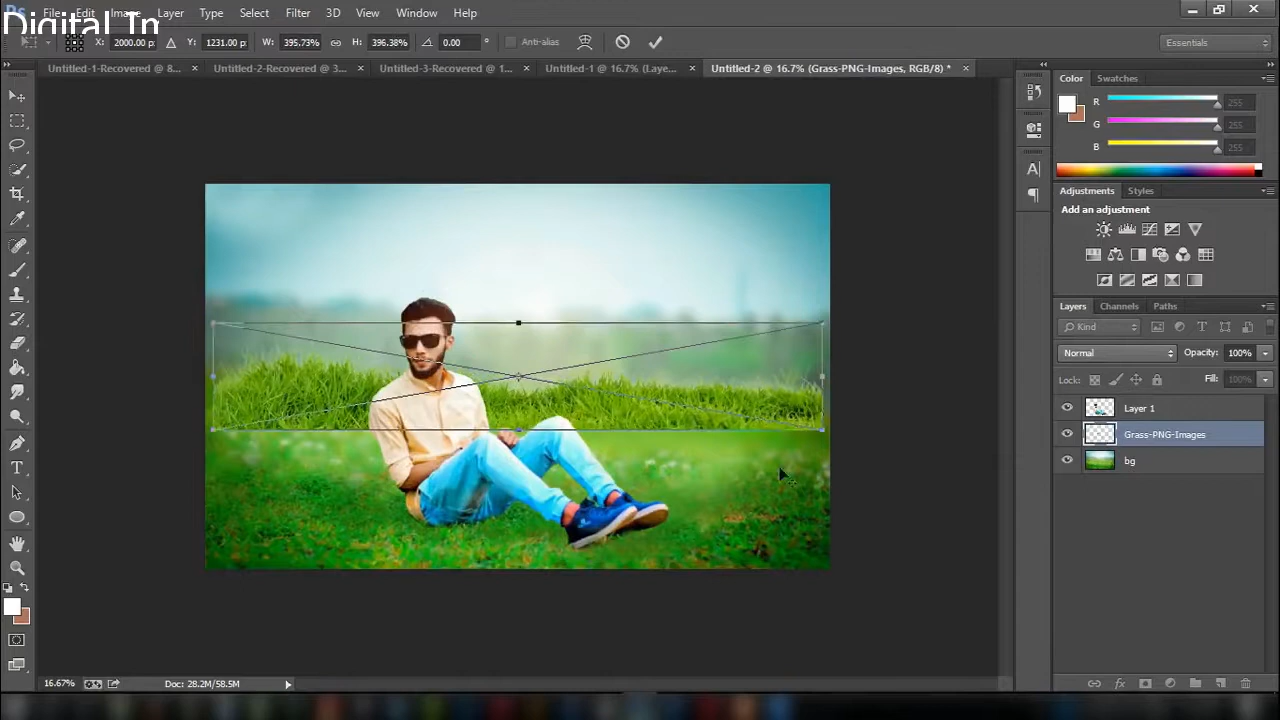 Ps File Edit Image Layer Type Select Filter 3D View Window Help
Digital Tm
X: 2000.00 p: Y: 1231.00 p: W: 395.73% H: 396.38% 0.00 ° Anti-alias Essentials
Untitled-1-Recovered @ 8... × Untitled-2-Recovered @ 3... × Untitled-3-Recovered @ 1... × Untitled-1 @ 16.7% (Laye... × Untitled-2 @ 16.7% (Grass-PNG-Images, RGB/8) * ×
Color Swatches
R 255
G 255
B 255
Adjustments Styles
Add an adjustment
Layers Channels Paths
Kind
Normal Opacity: 100%
Lock: Fill: 100%
Layer 1
Grass-PNG-Images
bg
16.67% Doc: 28.2M/58.5M